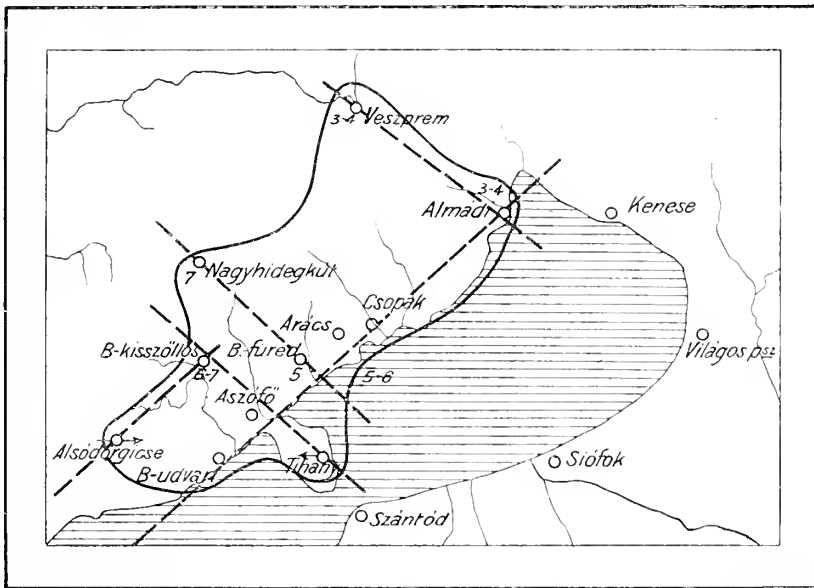 3-4
Veszprem
3-4
Almádi
Kenese
Nagyhidegkút
7
Csopak
Arács
B.-füred
5
5-6
Világos psz
B-kisszőllős
6-7
Aszófő
Alsódörgicse
B-udvari
Tihany
Siófok
Szántód